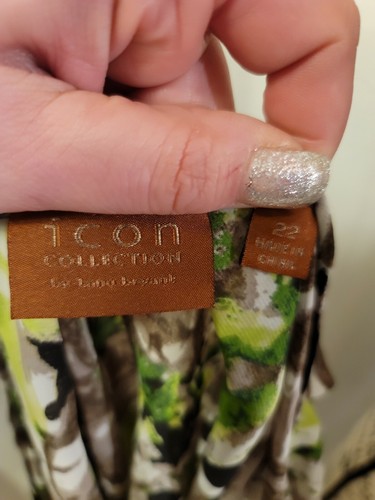 icon
COLLECTION
by Lane Bryant
22
MADE IN
CHINA